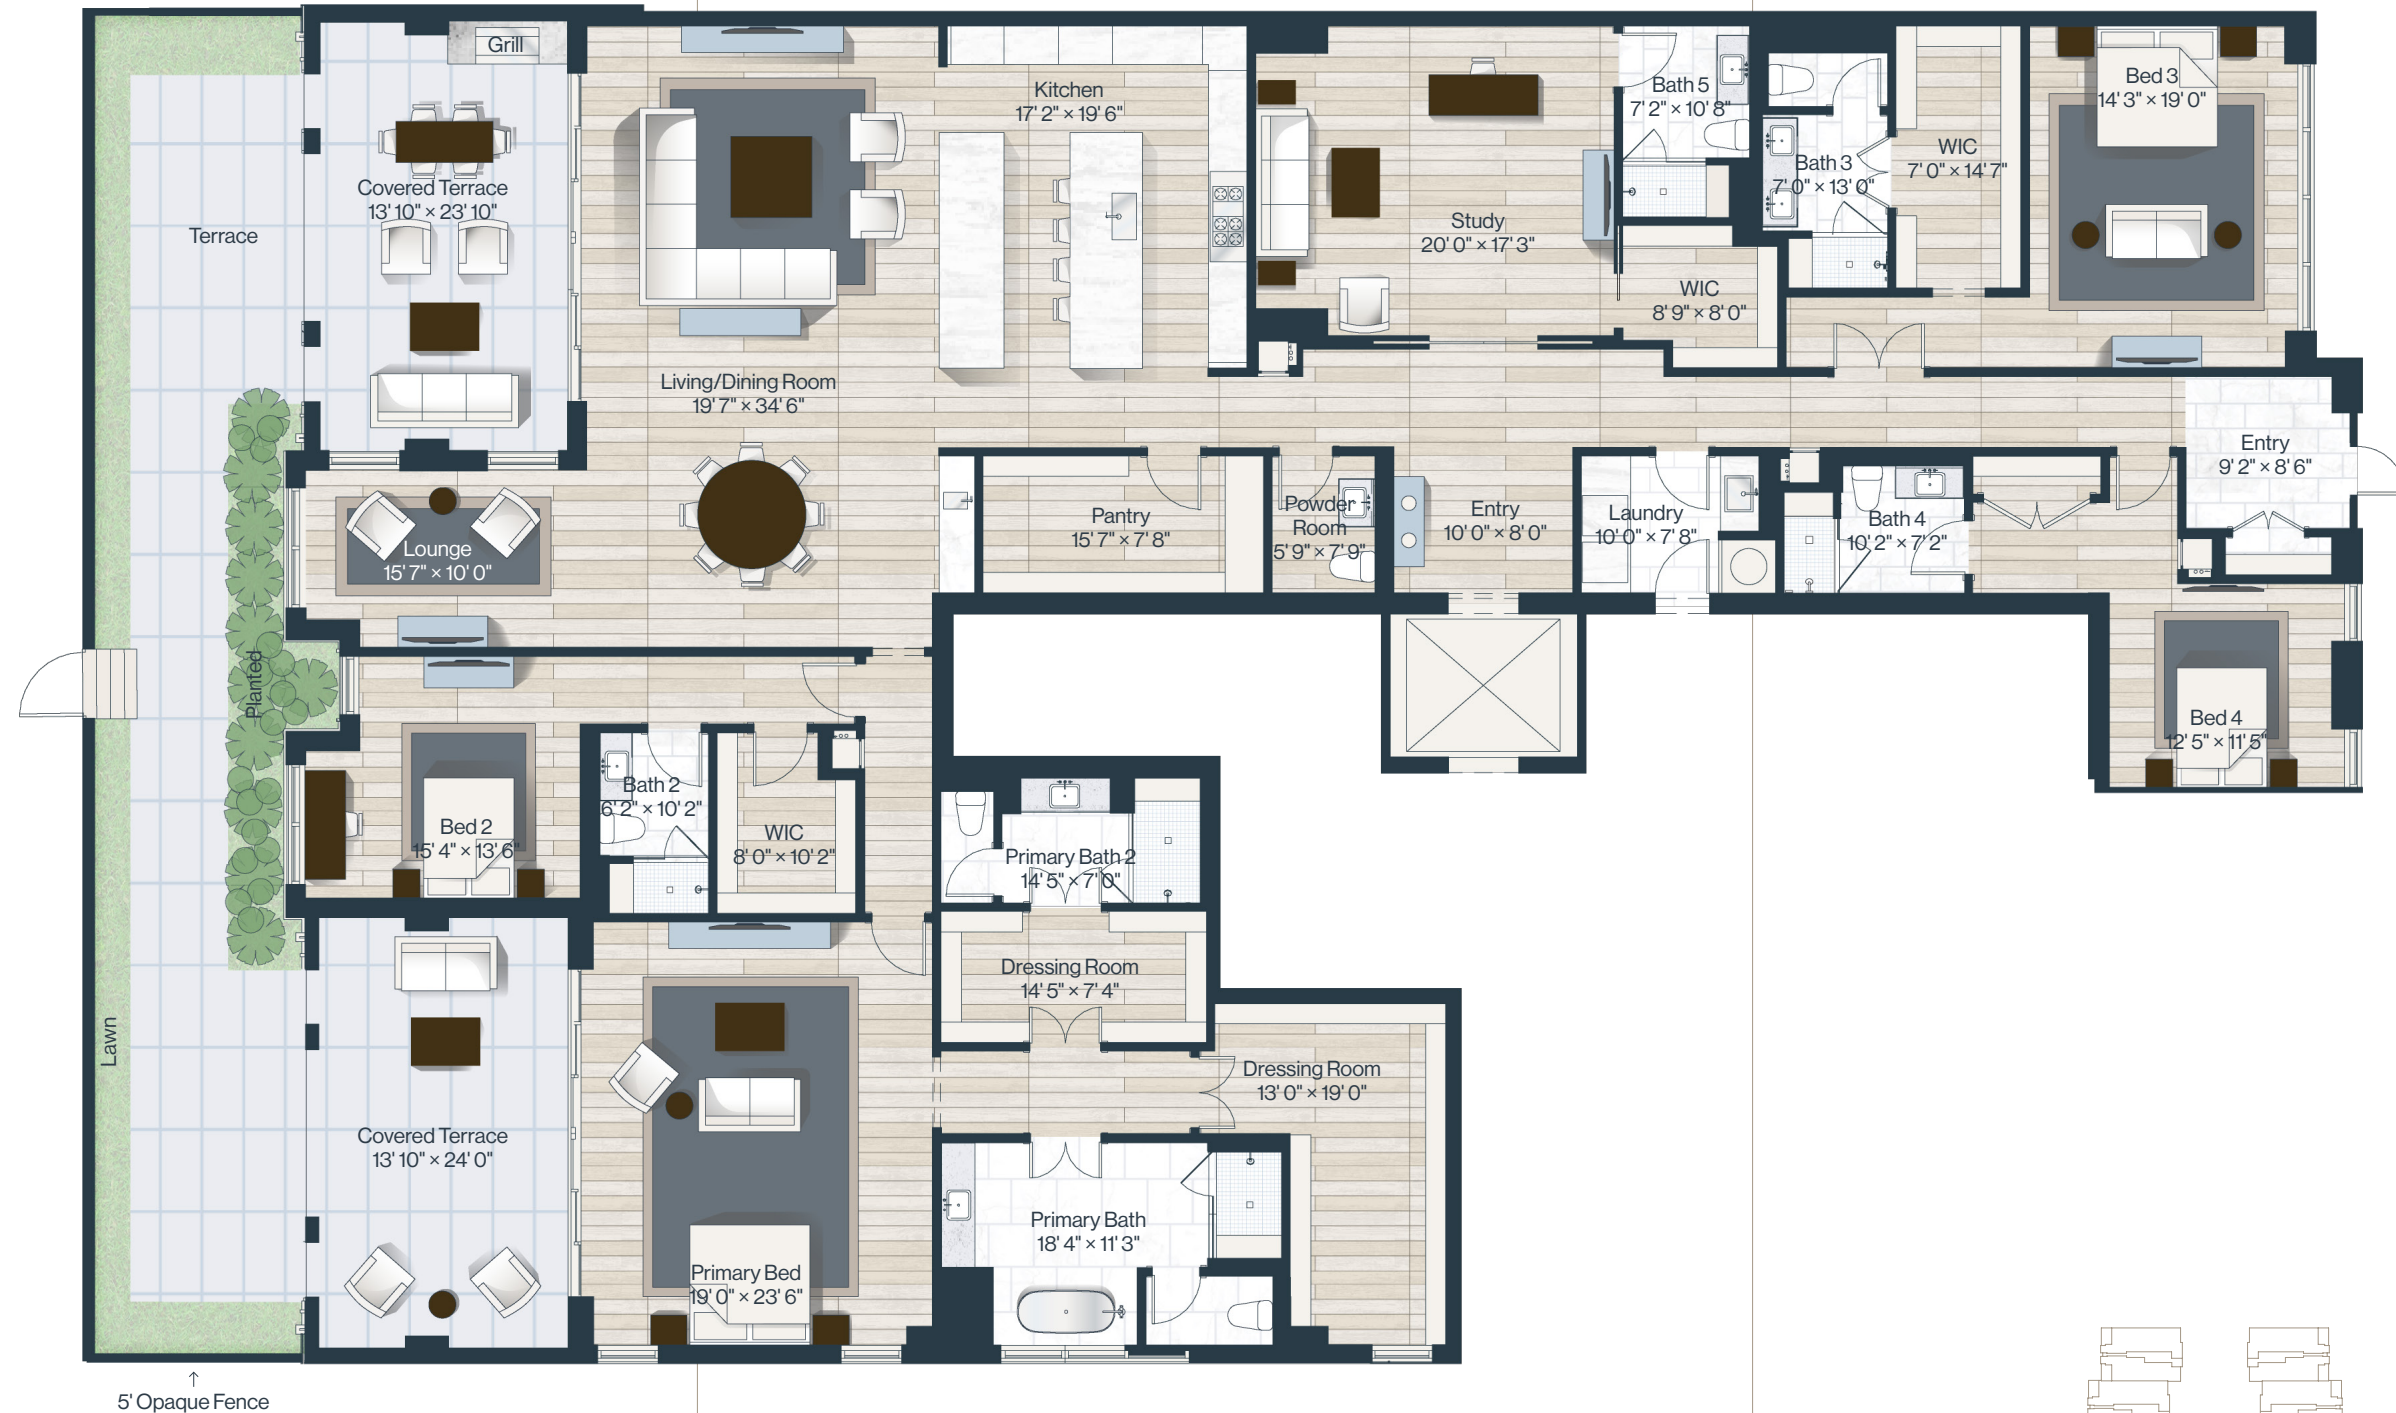 Grill
Covered Terrace
13' 10" × 23' 10"
Terrace
Kitchen
17' 2" × 19' 6"
Living/Dining Room
19' 7" × 34' 6"
Study
20' 0" × 17' 3"
Bath 5
7' 2" × 10' 8"
WIC
8' 9" × 8' 0"
Bath 3
7' 0" × 13' 0"
WIC
7' 0" × 14' 7"
Bed 3
14' 3" × 19' 0"
Entry
9' 2" × 8' 6"
Lounge
15' 7" × 10' 0"
Pantry
15' 7" × 7' 8"
Powder
Room
5' 9" × 7' 9"
Entry
10' 0" × 8' 0"
Laundry
10' 0" × 7' 8"
Bath 4
10' 2" × 7' 2"
Bed 4
12' 5" × 11' 5"
Planted
Bed 2
15' 4" × 13' 6"
Bath 2
6' 2" × 10' 2"
WIC
8' 0" × 10' 2"
Primary Bath 2
14' 5" × 7' 0"
Dressing Room
14' 5" × 7' 4"
Lawn
Dressing Room
13' 0" × 19' 0"
Covered Terrace
13' 10" × 24' 0"
Primary Bath
18' 4" × 11' 3"
Primary Bed
19' 0" × 23' 6"
5' Opaque Fence